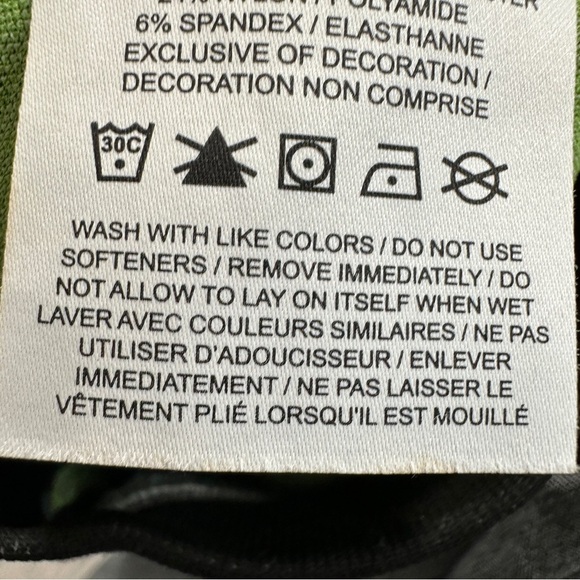 POLYAMIDE
6% SPANDEX / ELASTHANNE
EXCLUSIVE OF DECORATION /
DECORATION NON COMPRISE
30C
WASH WITH LIKE COLORS / DO NOT USE
SOFTENERS / REMOVE IMMEDIATELY / DO
NOT ALLOW TO LAY ON ITSELF WHEN WET
LAVER AVEC COULEURS SIMILAIRES / NE PAS
UTILISER D'ADOUCISSEUR / ENLEVER
IMMEDIATEMENT / NE PAS LAISSER LE
VÊTEMENT PLIÉ LORSQU'IL EST MOUILLÉ